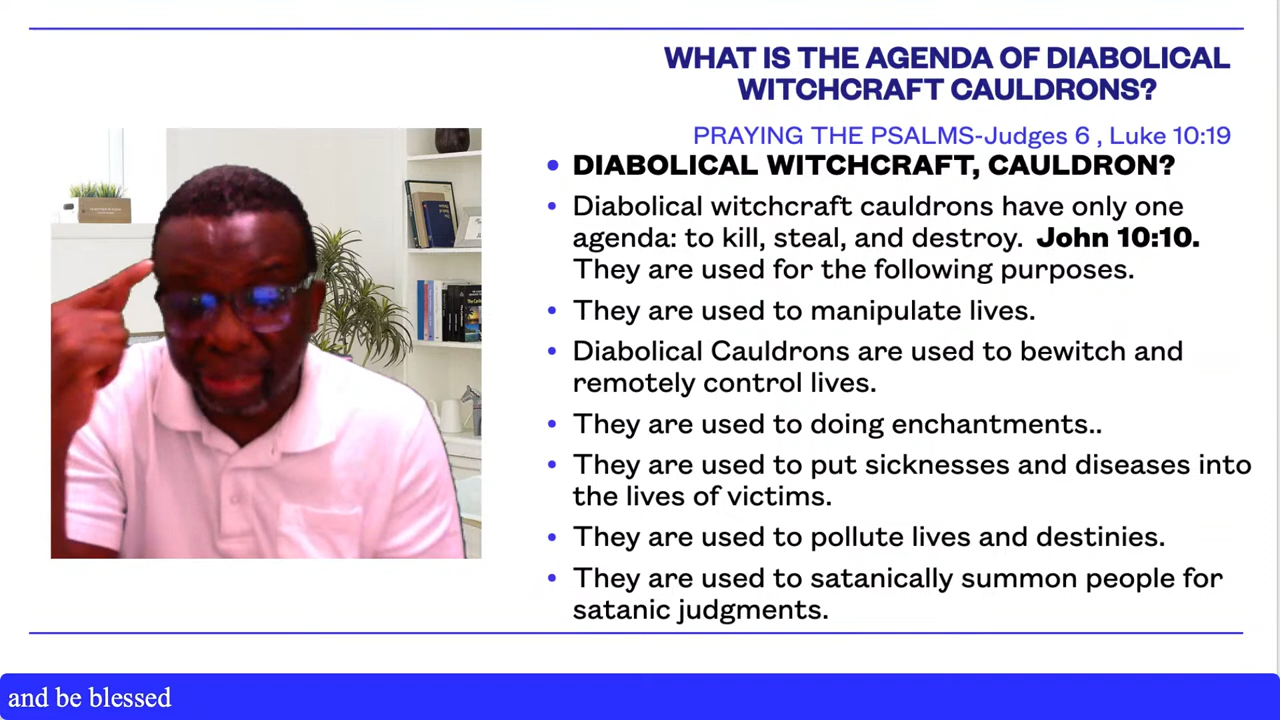 WHAT IS THE AGENDA OF DIABOLICAL
WITCHCRAFT CAULDRONS?
PRAYING THE PSALMS-Judges 6 , Luke 10:19
• DIABOLICAL WITCHCRAFT, CAULDRON?
• Diabolical witchcraft cauldrons have only one
agenda: to kill, steal, and destroy. John 10:10.
They are used for the following purposes.
• They are used to manipulate lives.
• Diabolical Cauldrons are used to bewitch and
remotely control lives.
• They are used to doing enchantments..
• They are used to put sicknesses and diseases into
the lives of victims.
• They are used to pollute lives and destinies.
• They are used to satanically summon people for
satanic judgments.
and be blessed